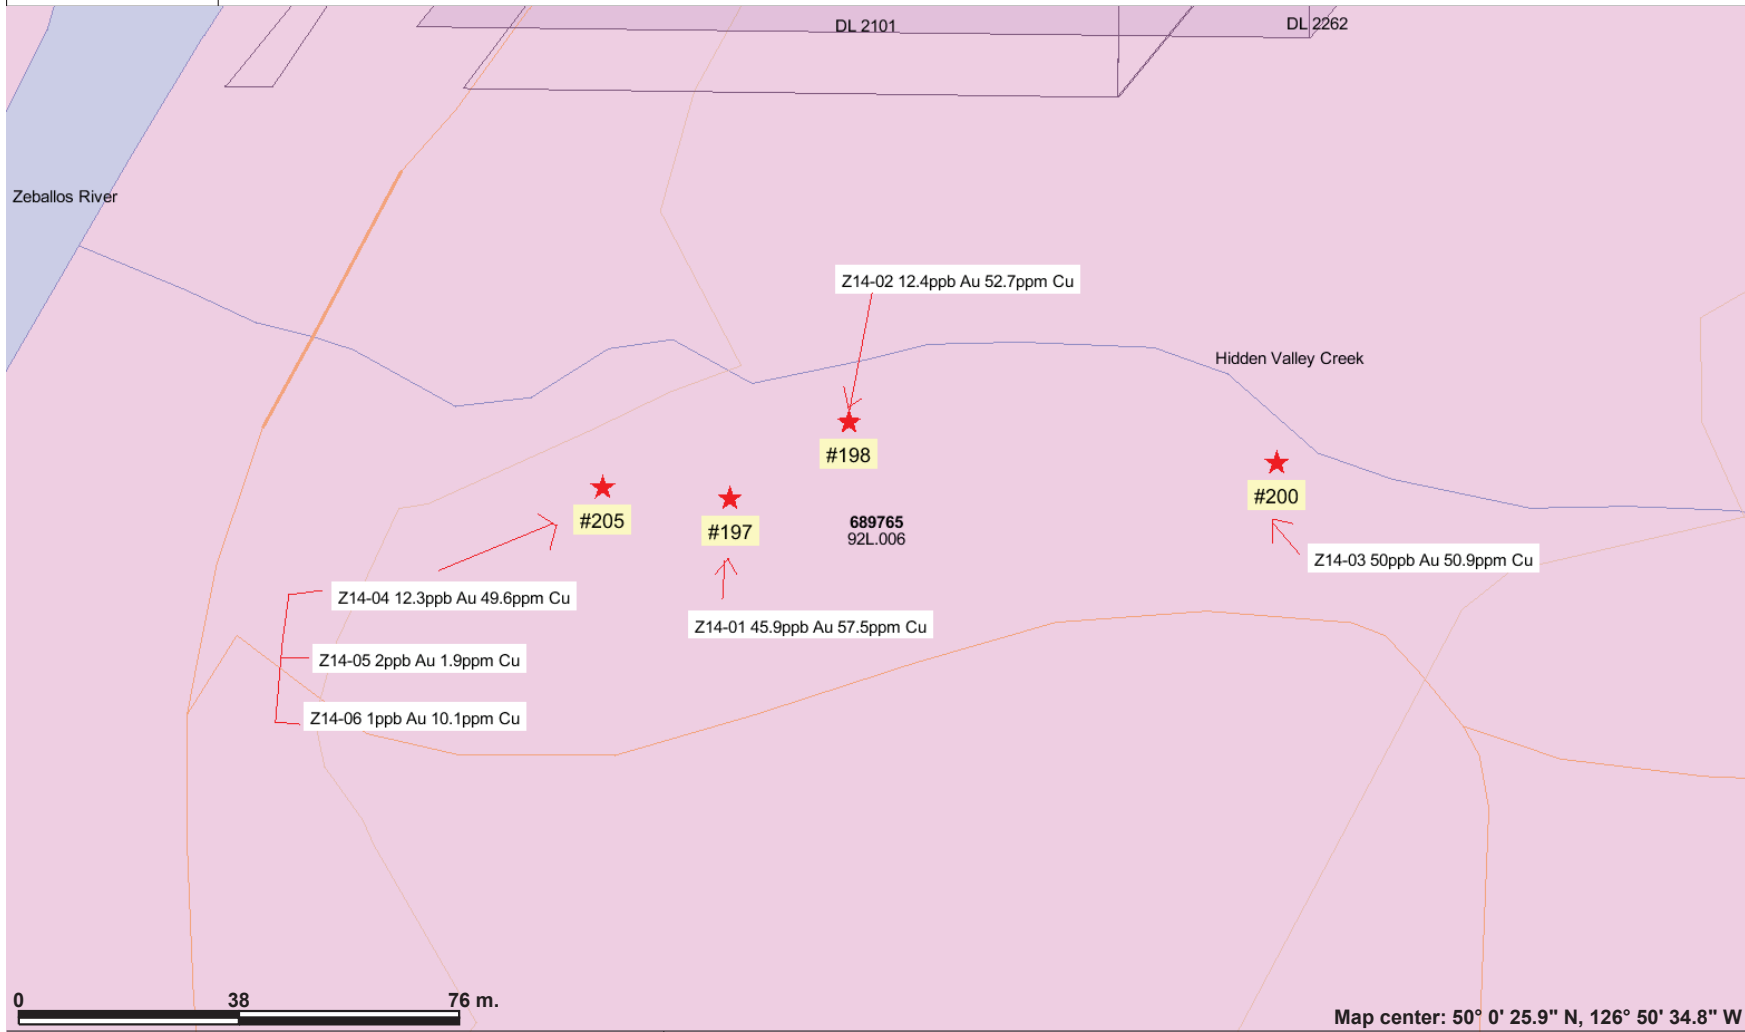 DL 2101
DL 2262
Zeballos River
Z14-02 12.4ppb Au 52.7ppm Cu
Hidden Valley Creek
#198
#200
#205
#197
689765
92L.006
Z14-03 50ppb Au 50.9ppm Cu
Z14-04 12.3ppb Au 49.6ppm Cu
Z14-01 45.9ppb Au 57.5ppm Cu
Z14-05 2ppb Au 1.9ppm Cu
Z14-06 1ppb Au 10.1ppm Cu
0 38 76 m.
Map center: 50° 0' 25.9" N, 126° 50' 34.8" W